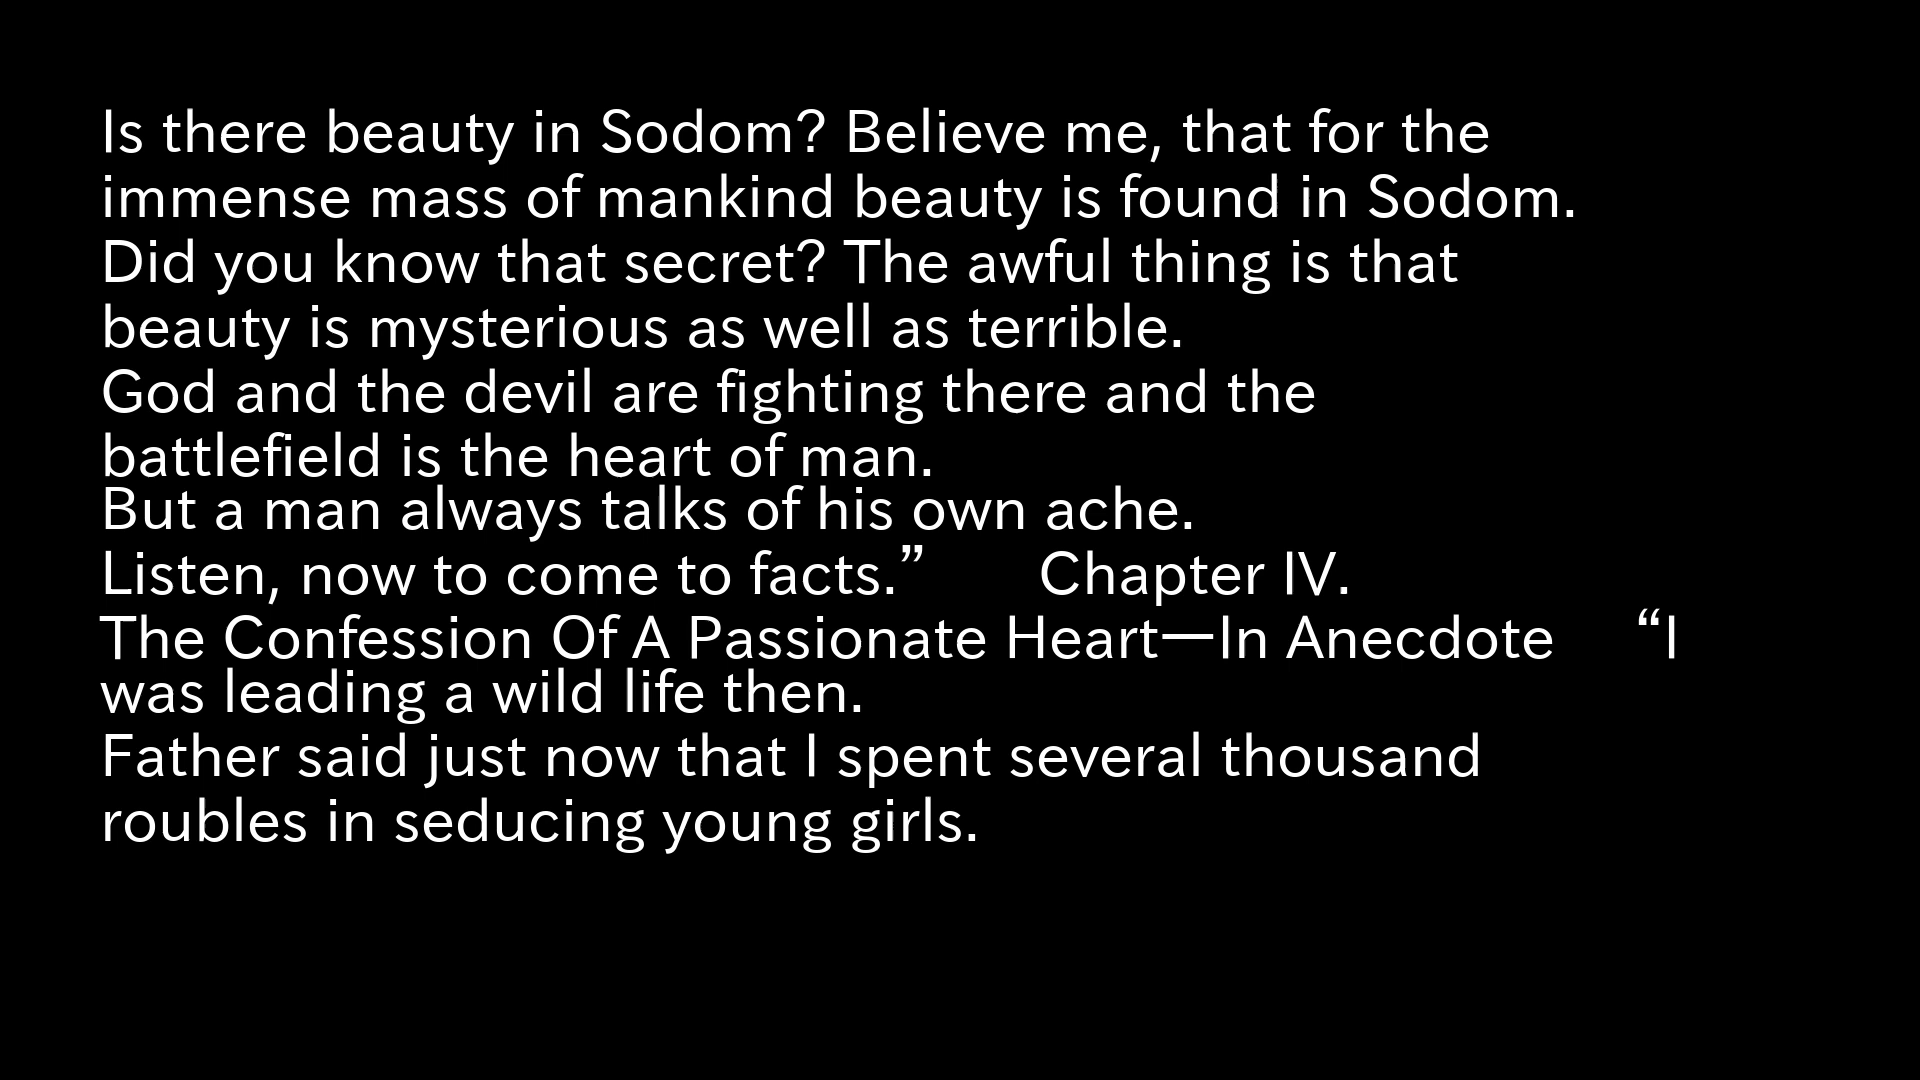 Is there beauty in Sodom? Believe me, that for the
immense mass of mankind beauty is found in Sodom.
Did you know that secret? The awful thing is that
beauty is mysterious as well as terrible.
God and the devil are fighting there and the
battlefield is the heart of man.
But a man always talks of his own ache.
Listen, now to come to facts.” Chapter IV.
The Confession Of A Passionate Heart—In Anecdote “I
was leading a wild life then.
Father said just now that I spent several thousand
roubles in seducing young girls.